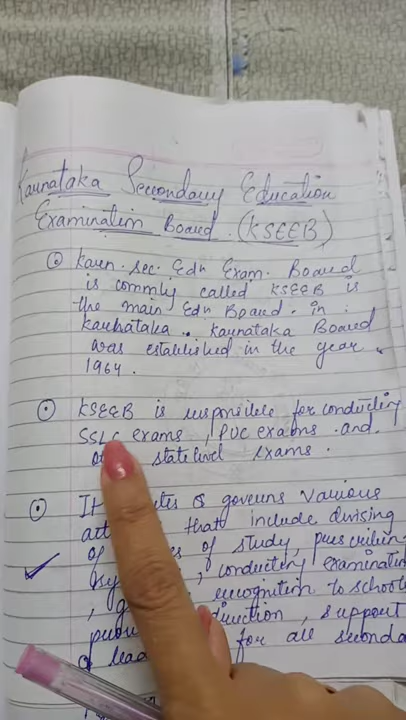 Karnataka Secondary Education
Examination Board. (KSEEB)
Karn. sec. Edn Exam. Board
is commly called KSEEB is
the main Edn Board. in
Karnataka. Karnataka Board
was established in the year
1964.
KSEEB is responsible for conducting
SSLC exams, PUC exams and.
state level exams.
It & governs various
that include divising
of study, prescribin
, conducting examination
, recognition to schools
, support
for all seconda